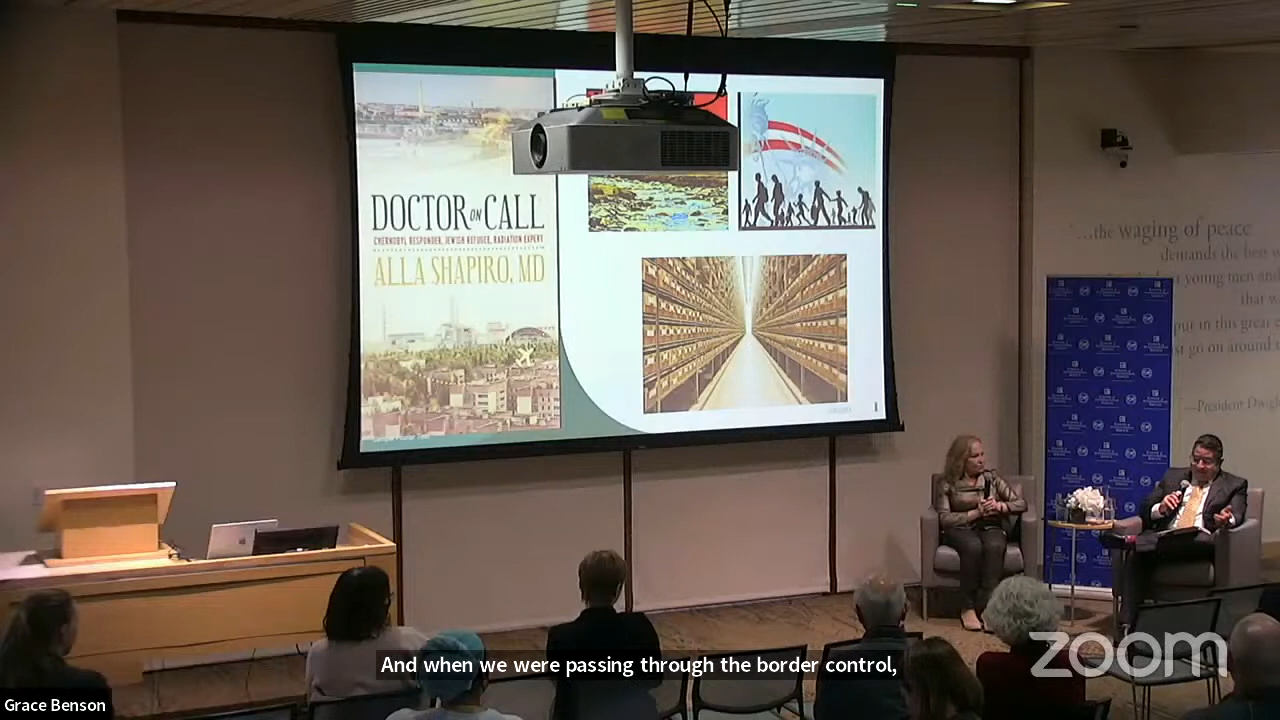 DOCTOR ON CALL
CHERNOBYL RESPONDER, JEWISH REFUGEE, RADIATION EXPERT
ALLA SHAPIRO, MD
"...the waging of peace
demands the best
young men and
that
put in this great
go on around
—President
And when we were passing through the border control,
zoom
Grace Benson